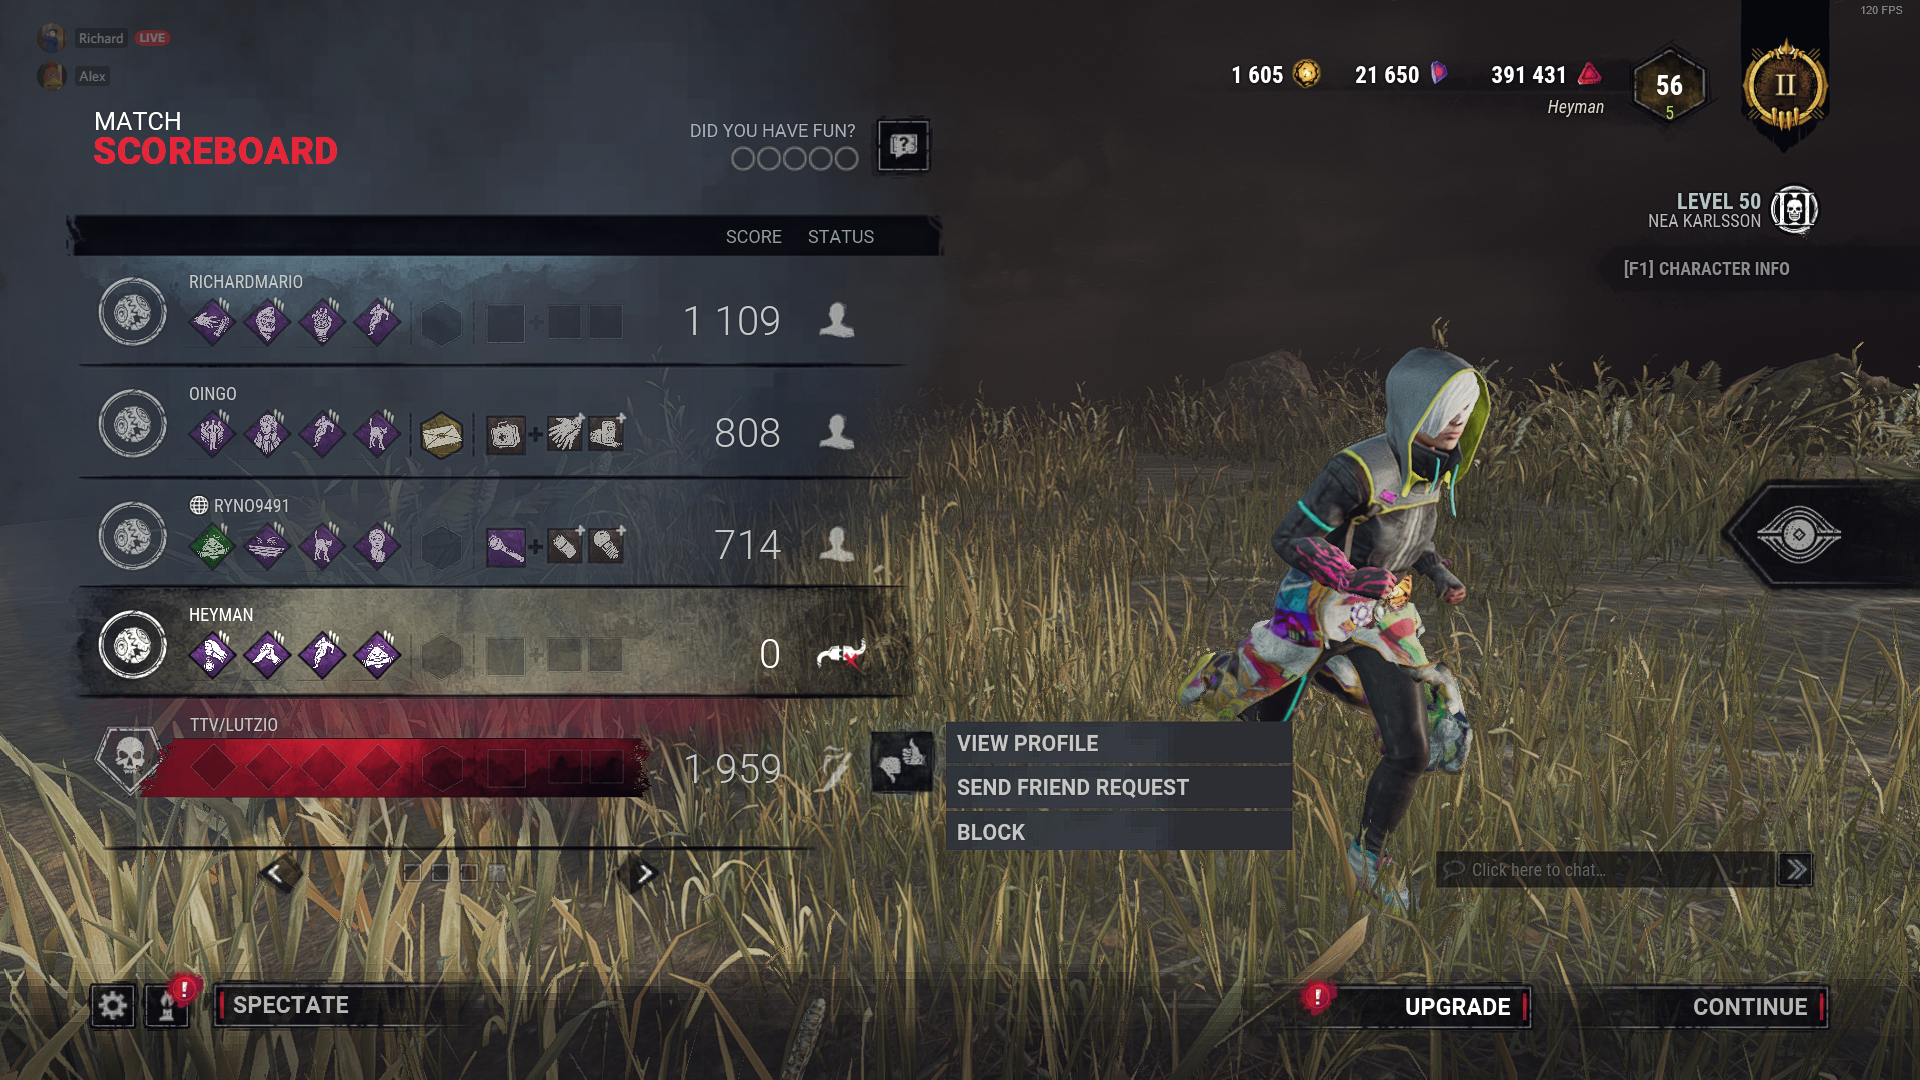 120 FPS
Richard LIVE
Alex
1 605
21 650
391 431
Heyman
56
5
II
MATCH
SCOREBOARD
DID YOU HAVE FUN?
?
LEVEL 50
NEA KARLSSON
[F1] CHARACTER INFO
SCORE STATUS
RICHARDMARIO
1 109
OINGO
808
RYNO9491
714
HEYMAN
0
TTV/LUTZIO
1 959
VIEW PROFILE
SEND FRIEND REQUEST
BLOCK
Click here to chat...
!
SPECTATE
!
UPGRADE
CONTINUE